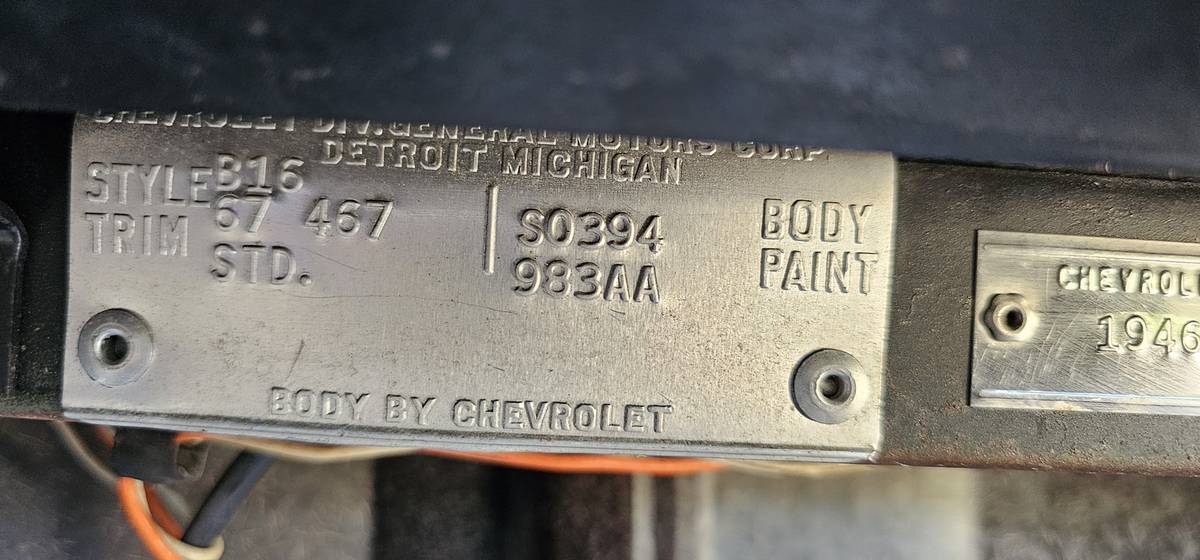 CHEVROLET DIV. GENERAL MOTORS CORP.
DETROIT MICHIGAN
B16
STYLE 67 467 S0394 BODY
TRIM STD. 983AA PAINT
BODY BY CHEVROLET
CHEVROL
1946